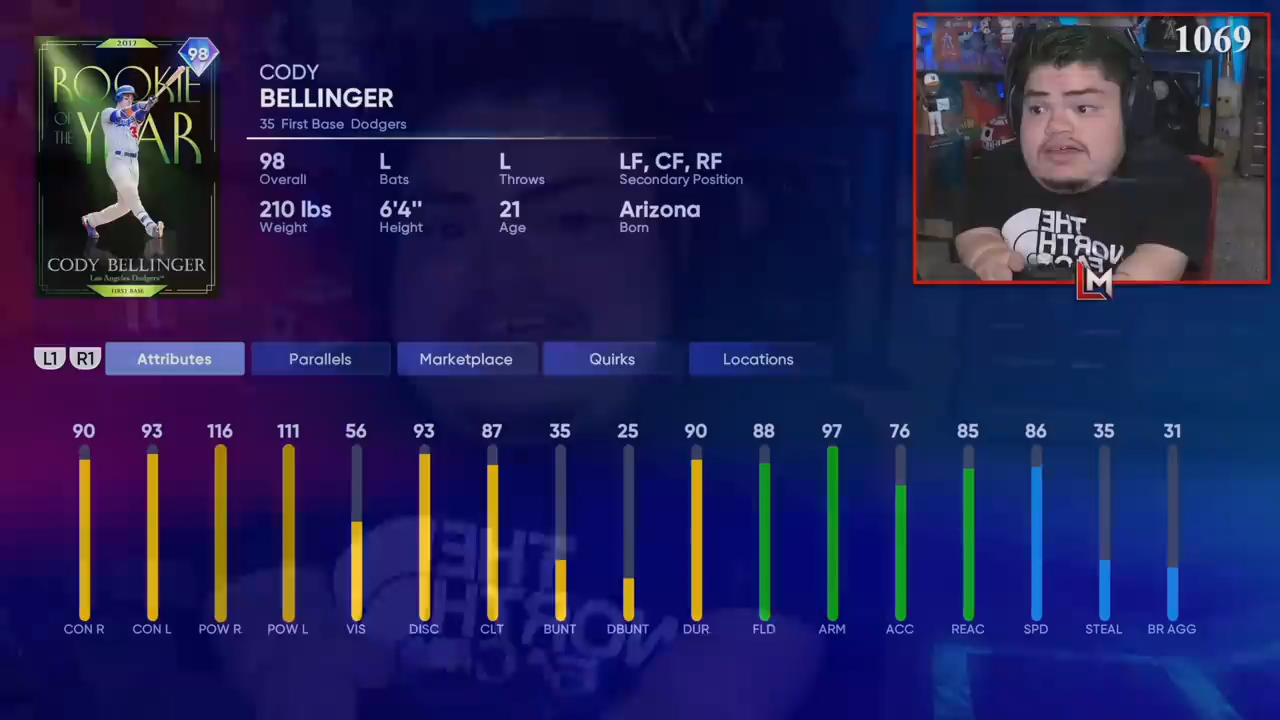 2017
98
ROOKIE
OF THE
YEAR
CODY BELLINGER
Los Angeles Dodgers™
FIRST BASE
CODY
BELLINGER
35 First Base Dodgers
98 L L LF, CF, RF
Overall Bats Throws Secondary Position
210 lbs 6'4" 21 Arizona
Weight Height Age Born
1069
THE
NORTH
FACE
LM
L1 R1 Attributes Parallels Marketplace Quirks Locations
90 93 116 111 56 93 87 35 25 90 88 97 76 85 86 35 31
CON R CON L POW R POW L VIS DISC CLT BUNT DBUNT DUR FLD ARM ACC REAC SPD STEAL BR AGG
THE
NORTH
FACE